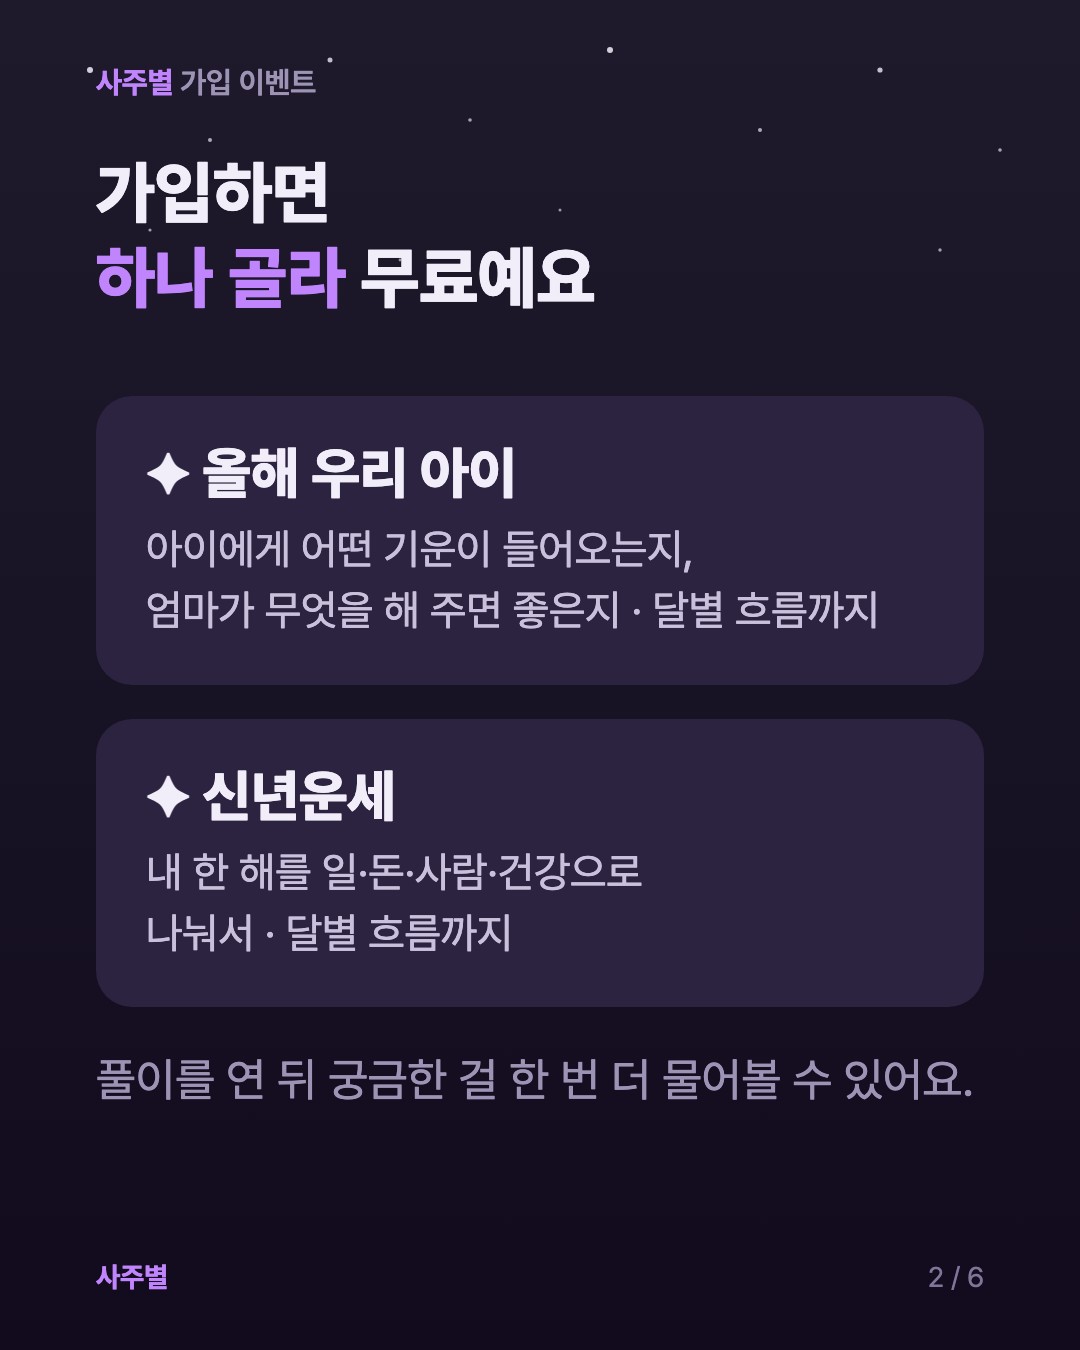 사주별 가입 이벤트
가입하면
하나 골라 무료예요
✦ 올해 우리 아이
아이에게 어떤 기운이 들어오는지,
엄마가 무엇을 해 주면 좋은지 · 달별 흐름까지
✦ 신년운세
내 한 해를 일·돈·사람·건강으로
나눠서 · 달별 흐름까지
풀이를 연 뒤 궁금한 걸 한 번 더 물어볼 수 있어요.
사주별
2 / 6